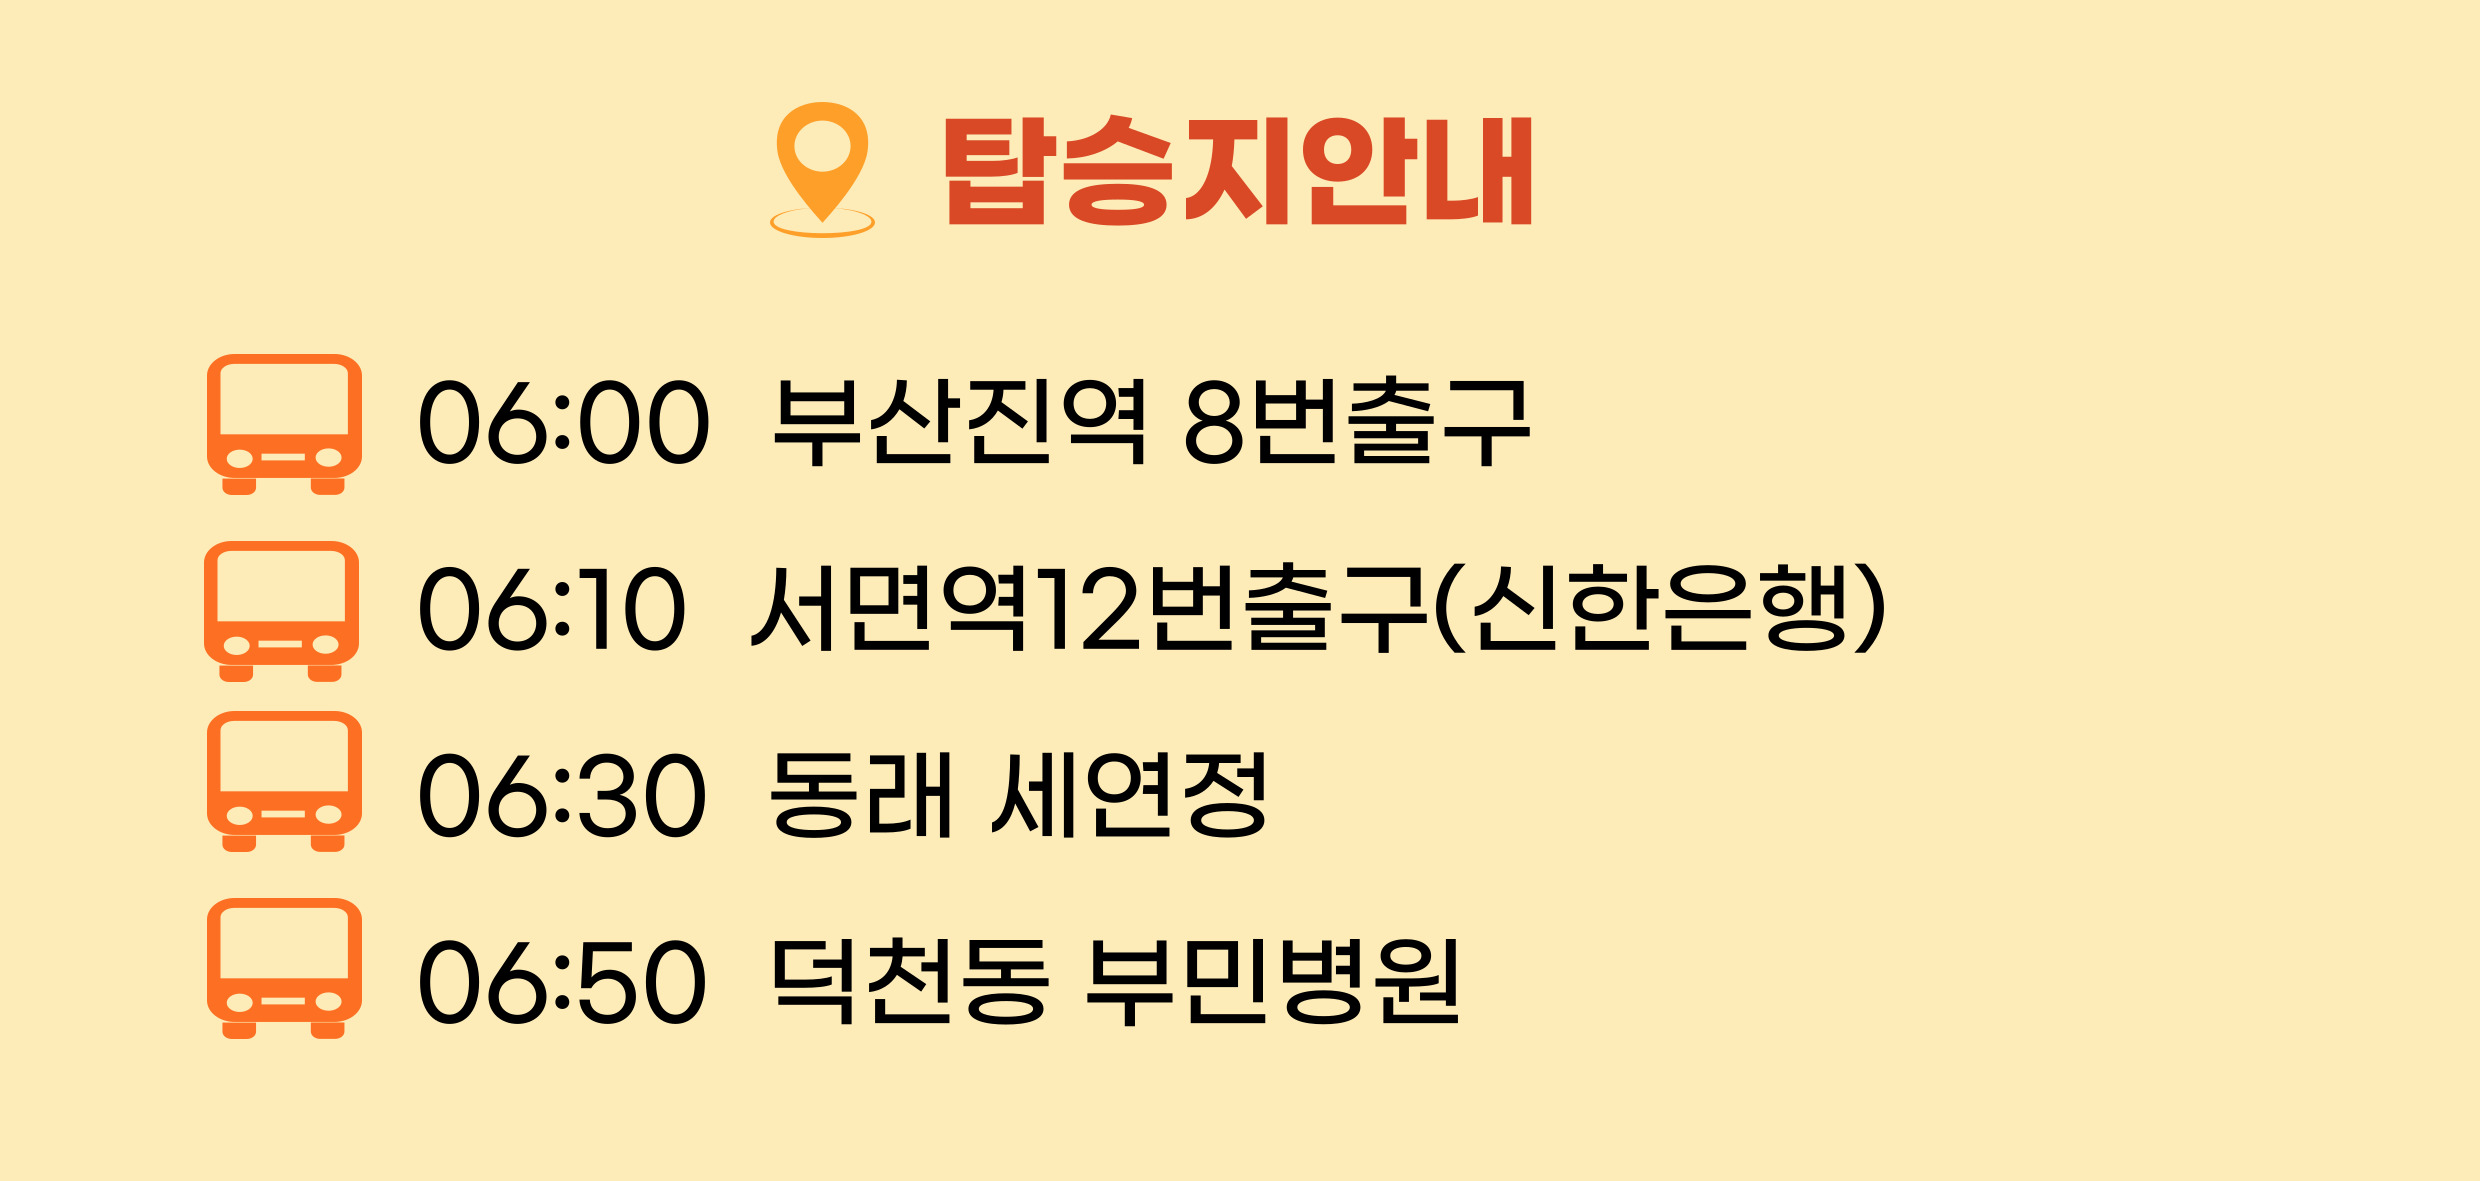 탑승지안내
06:00 부산진역 8번출구
06:10 서면역12번출구(신한은행)
06:30 동래 세연정
06:50 덕천동 부민병원